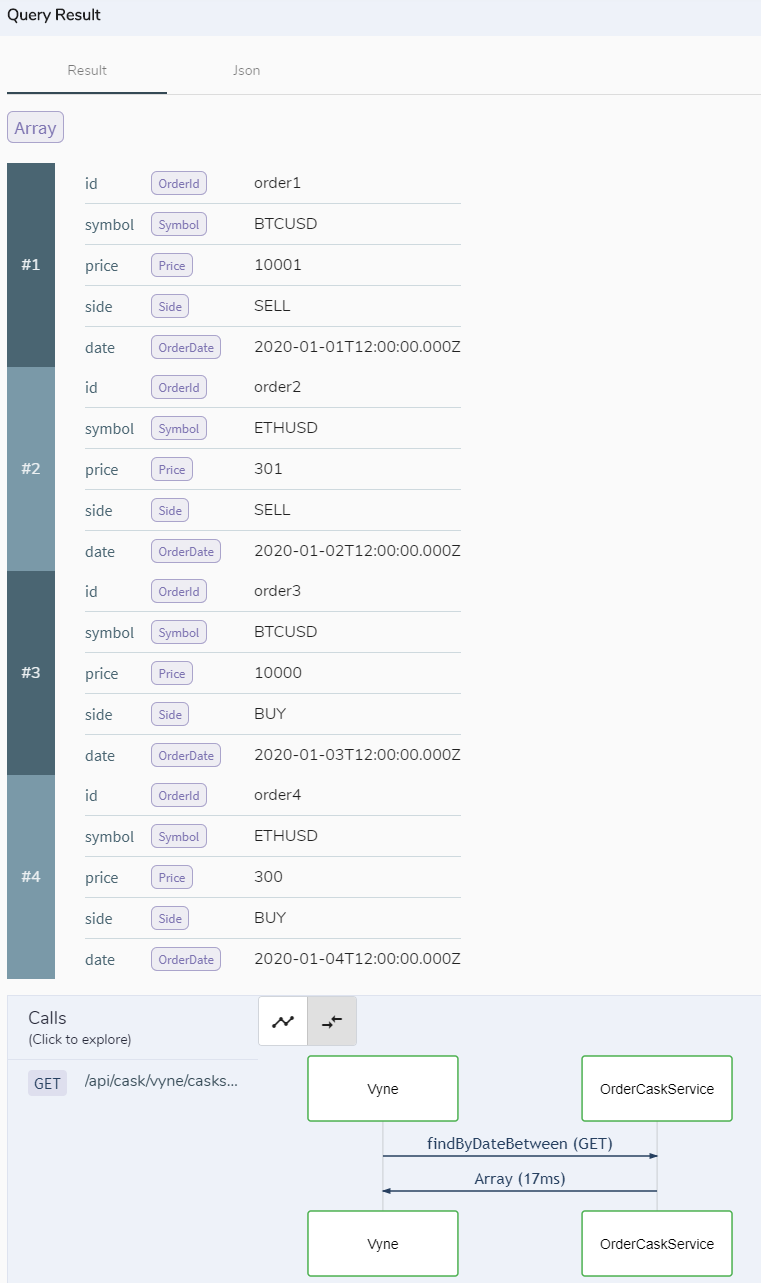 Query Result
Result Json
Array
#1
id OrderId order1
symbol Symbol BTCUSD
price Price 10001
side Side SELL
date OrderDate 2020-01-01T12:00:00.000Z
#2
id OrderId order2
symbol Symbol ETHUSD
price Price 301
side Side SELL
date OrderDate 2020-01-02T12:00:00.000Z
#3
id OrderId order3
symbol Symbol BTCUSD
price Price 10000
side Side BUY
date OrderDate 2020-01-03T12:00:00.000Z
#4
id OrderId order4
symbol Symbol ETHUSD
price Price 300
side Side BUY
date OrderDate 2020-01-04T12:00:00.000Z
Calls
(Click to explore)
GET /api/cask/vyne/casks...
Vyne OrderCaskService
findByDateBetween (GET)
Array (17ms)
Vyne OrderCaskService